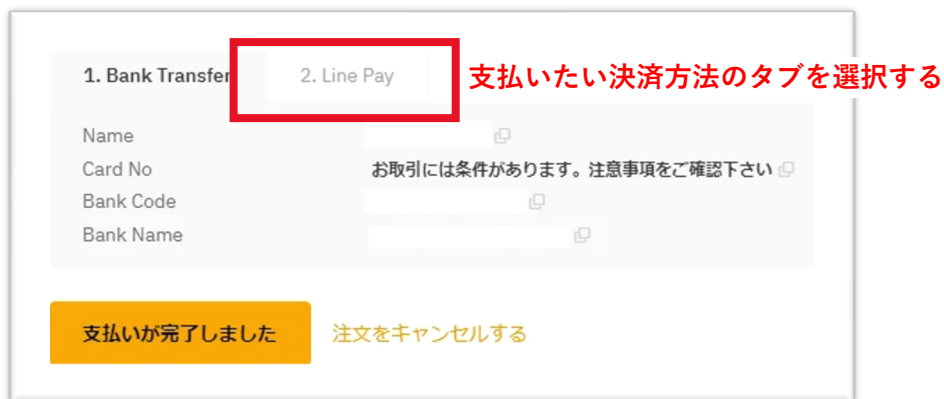 1. Bank Transfer 2. Line Pay 支払いたい決済方法のタブを選択する
Name
Card No お取引には条件があります。注意事項をご確認下さい
Bank Code
Bank Name
支払いが完了しました 注文をキャンセルする